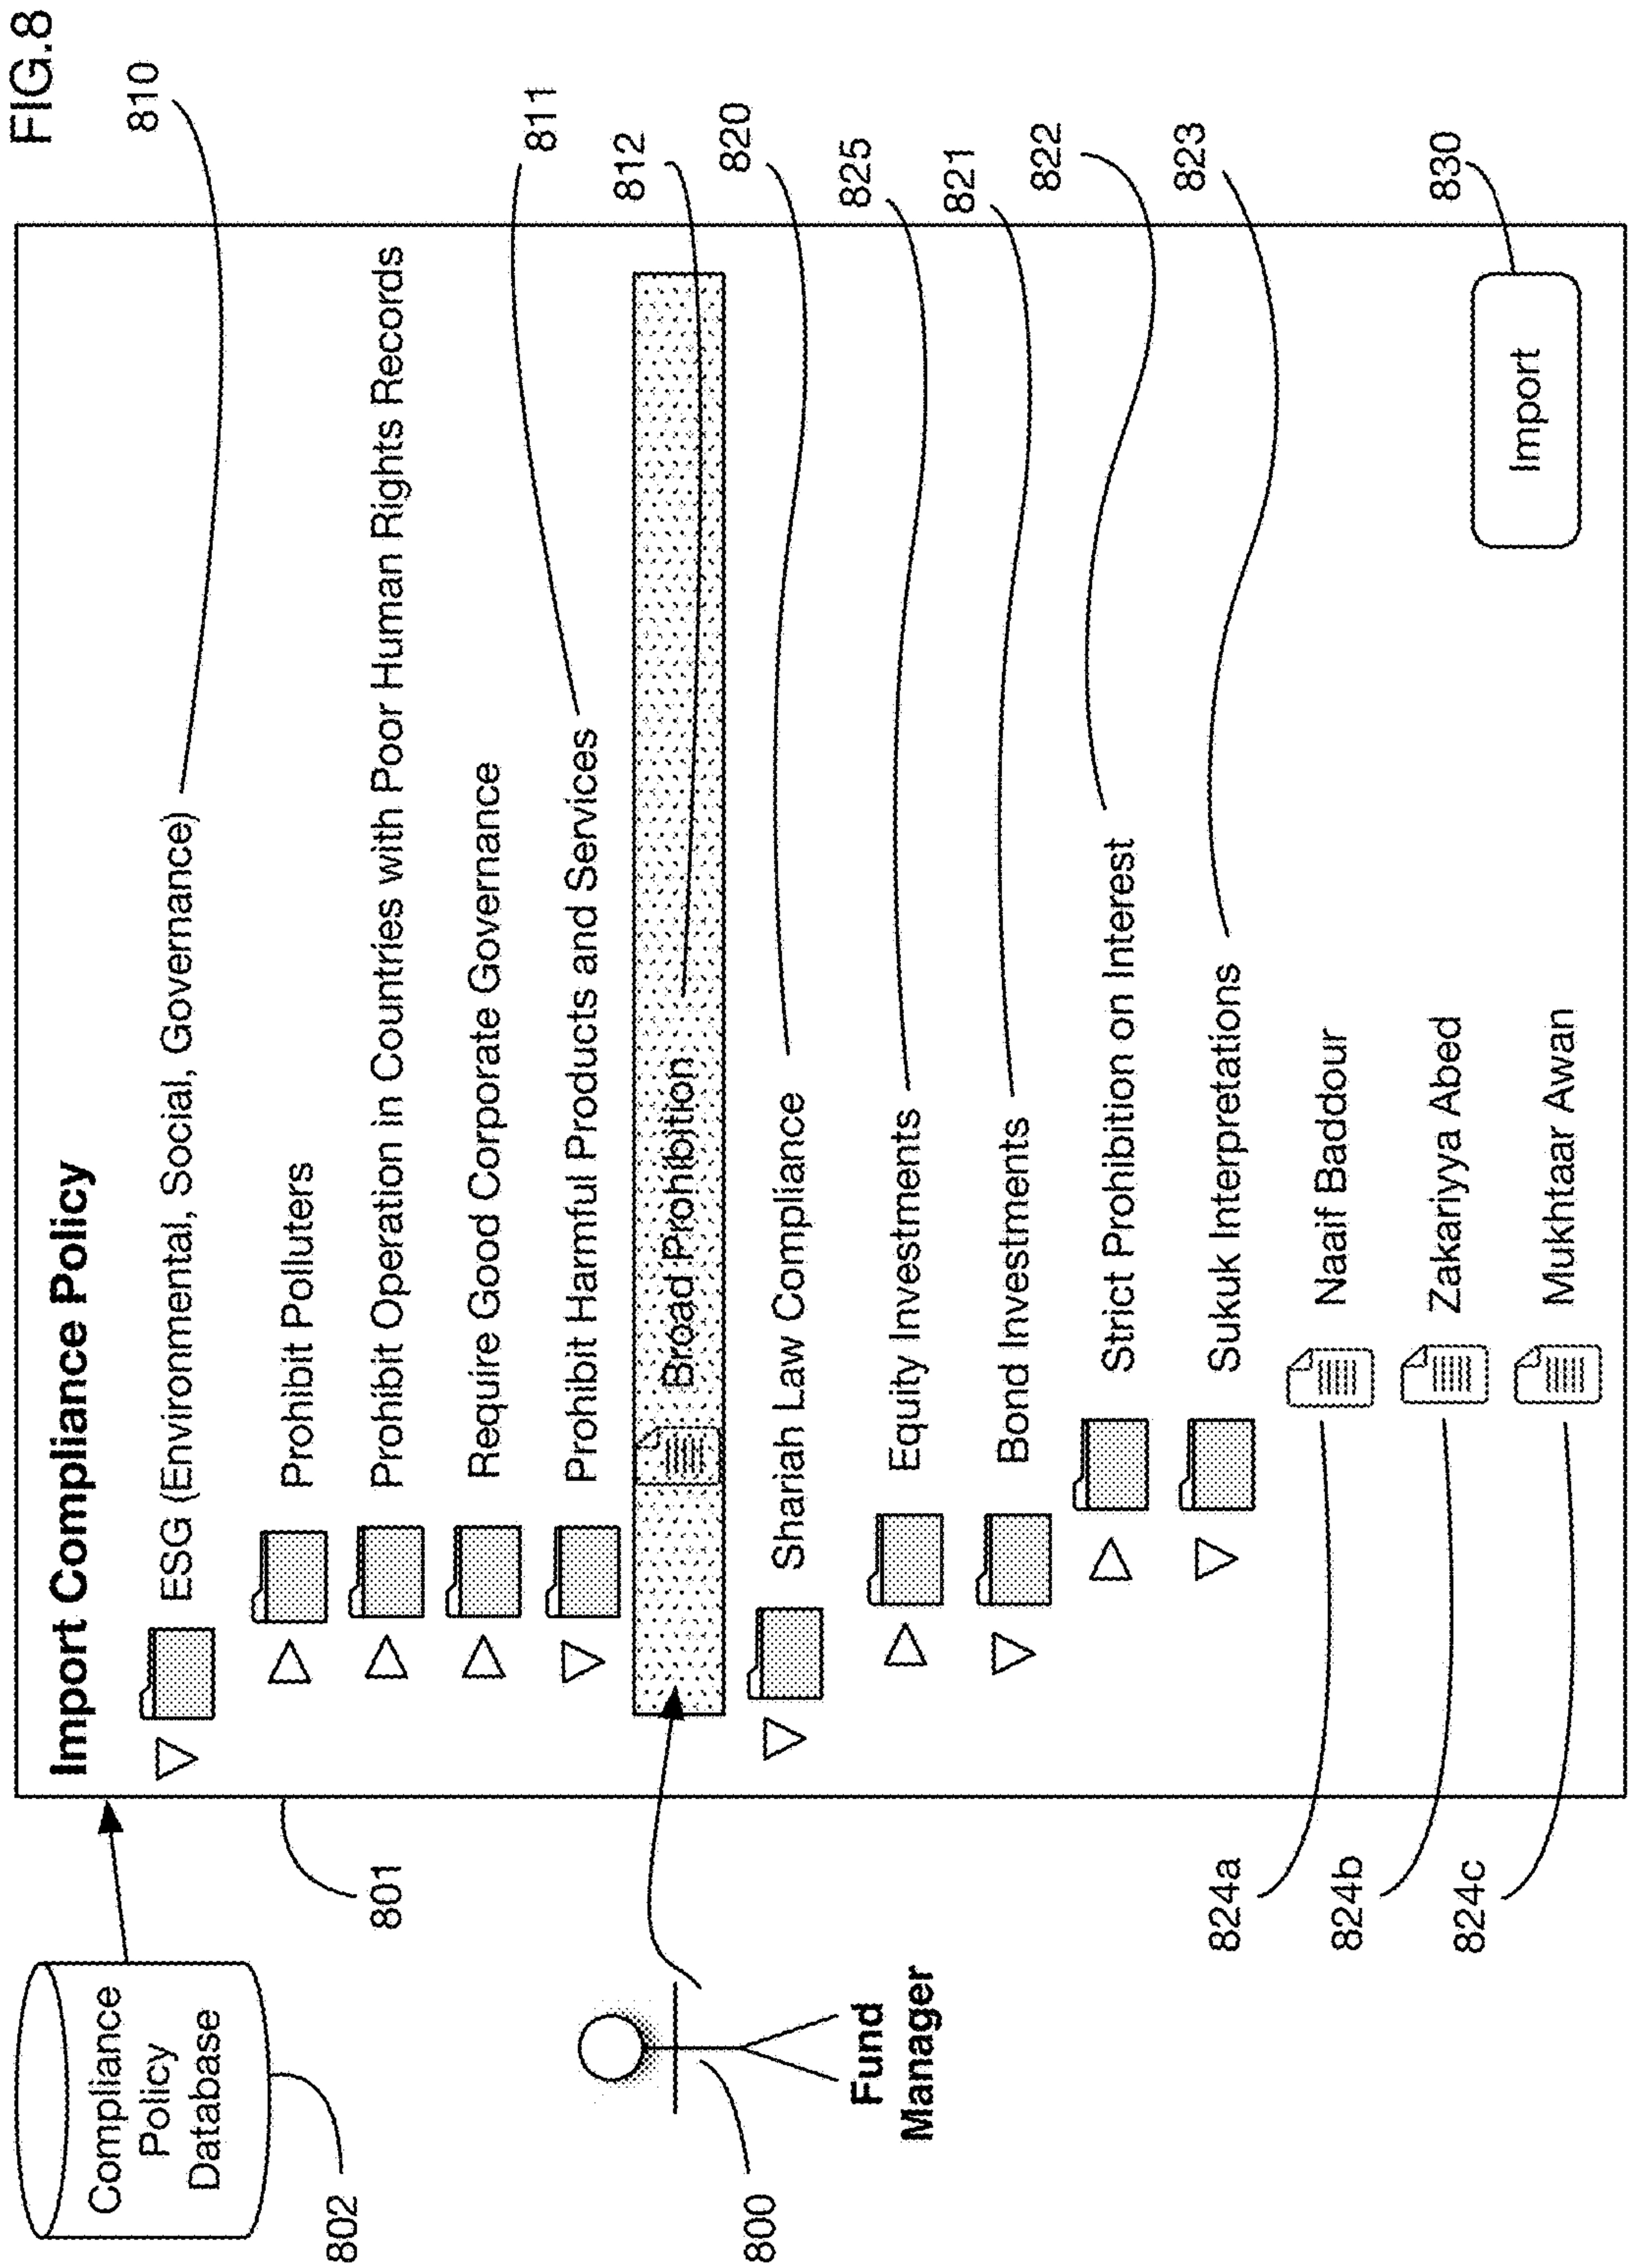 FIG.8
Compliance
Policy
Database
802
801
Import Compliance Policy
ESG (Environmental, Social, Governance)
810
Prohibit Polluters
Prohibit Operation in Countries with Poor Human Rights Records
Require Good Corporate Governance
Prohibit Harmful Products and Services
811
Broad Prohibition
812
800
Fund
Manager
Shariah Law Compliance
820
Equity Investments
825
Bond Investments
821
Strict Prohibition on Interest
822
Sukuk Interpretations
823
824a
Naaif Baddour
824b
Zakariyya Abed
824c
Mukhtaar Awan
Import
830